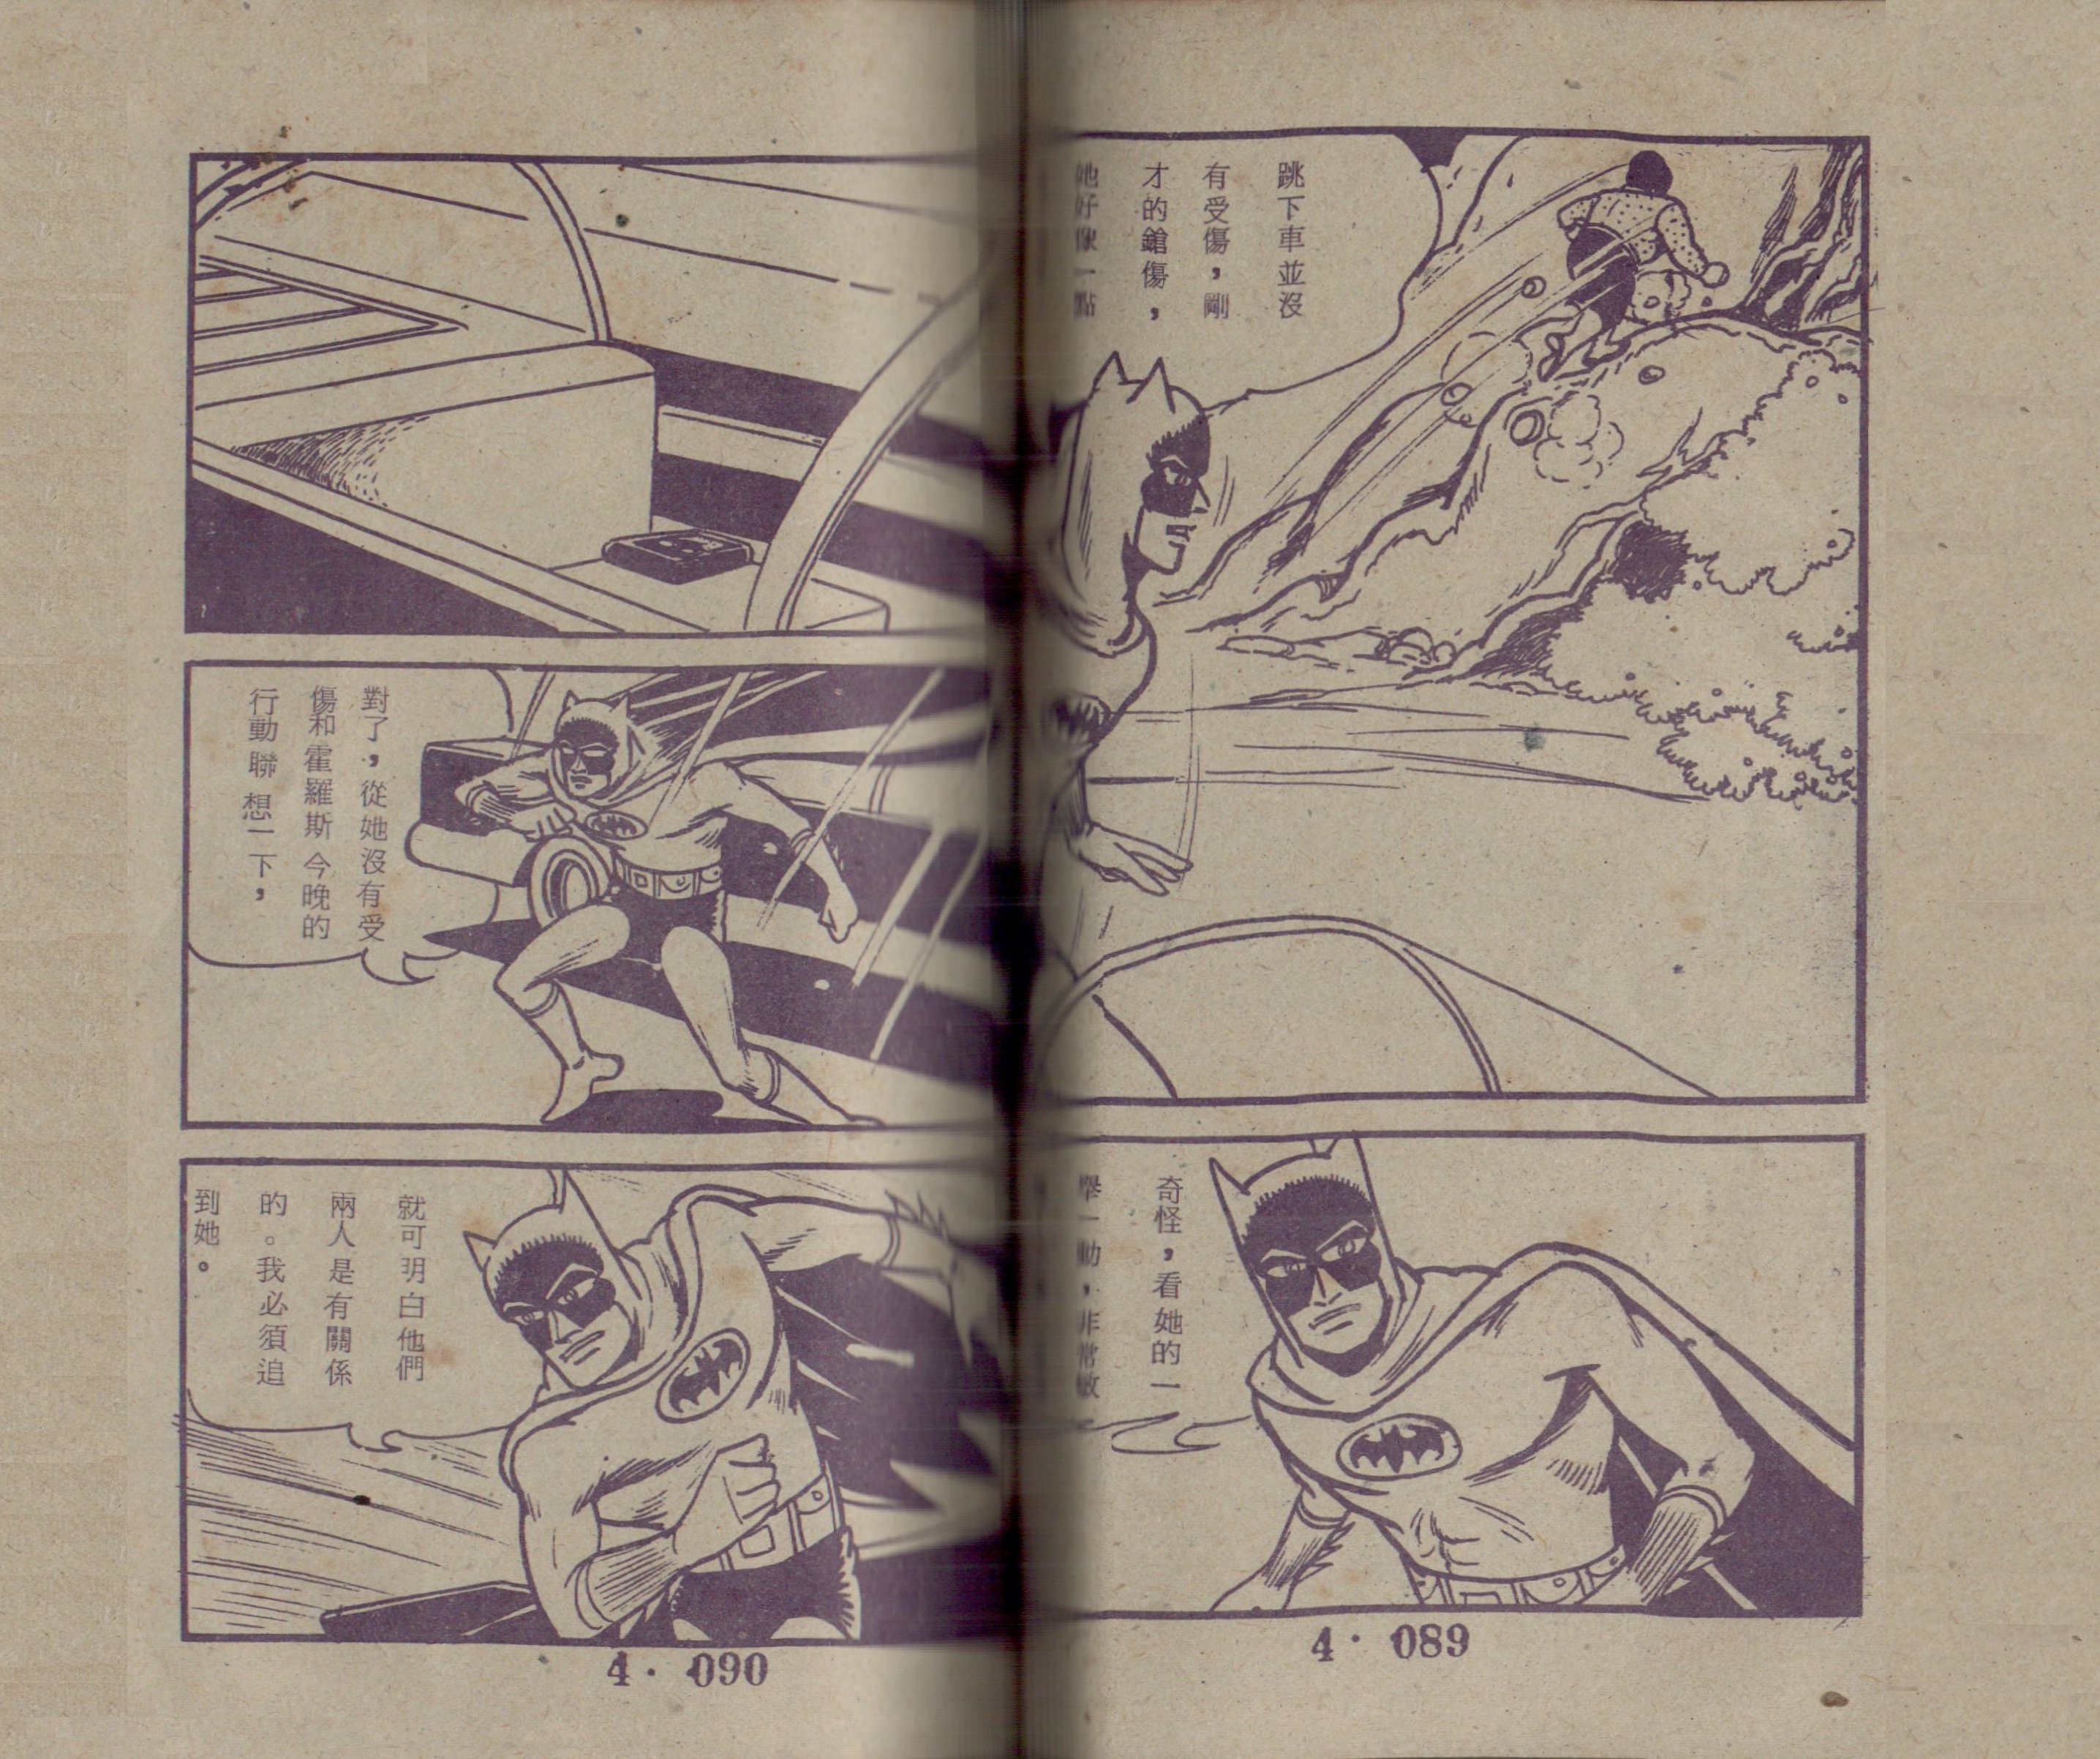 跳下車並沒
有受傷，剛
才的鎗傷，
她好像一點
奇怪，看她的一
舉一動，非常敏
4·089
對了，從她沒有受
傷和霍羅斯今晚的
行動聯想一下，
就可明白他們
兩人是有關係
的。我必須追
到她。
4·090